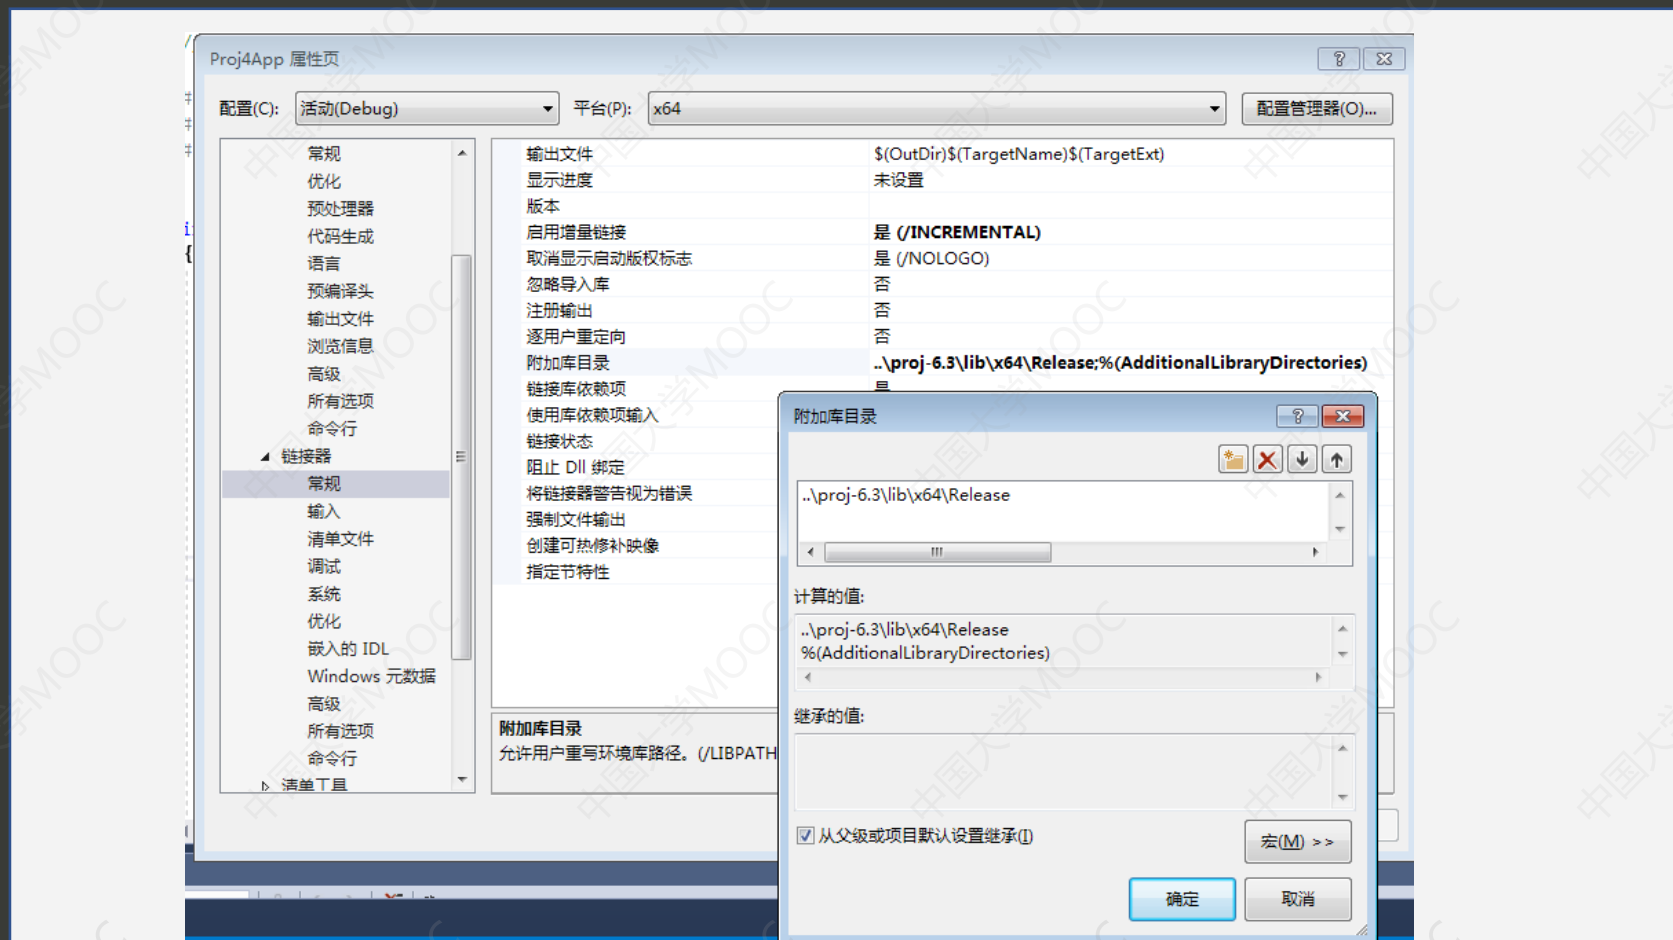 Proj4App 属性页
配置(C): 活动(Debug) 平台(P): x64 配置管理器(O)...
常规
优化
预处理器
代码生成
语言
预编译头
输出文件
浏览信息
高级
所有选项
命令行
链接器
常规
输入
清单文件
调试
系统
优化
嵌入的 IDL
Windows 元数据
高级
所有选项
命令行
清单工具
输出文件 $(OutDir)$(TargetName)$(TargetExt)
显示进度 未设置
版本
启用增量链接 是 (/INCREMENTAL)
取消显示启动版权标志 是 (/NOLOGO)
忽略导入库 否
注册输出 否
逐用户重定向 否
附加库目录 ..\proj-6.3\lib\x64\Release;%(AdditionalLibraryDirectories)
链接库依赖项 是
使用库依赖项输入
链接状态
阻止 Dll 绑定
将链接器警告视为错误
强制文件输出
创建可热修补映像
指定节特性
附加库目录
允许用户重写环境库路径。(/LIBPATH
附加库目录
..\proj-6.3\lib\x64\Release
计算的值:
..\proj-6.3\lib\x64\Release
%(AdditionalLibraryDirectories)
继承的值:
从父级或项目默认设置继承(I)
宏(M) >>
确定 取消
中国大学MOOC